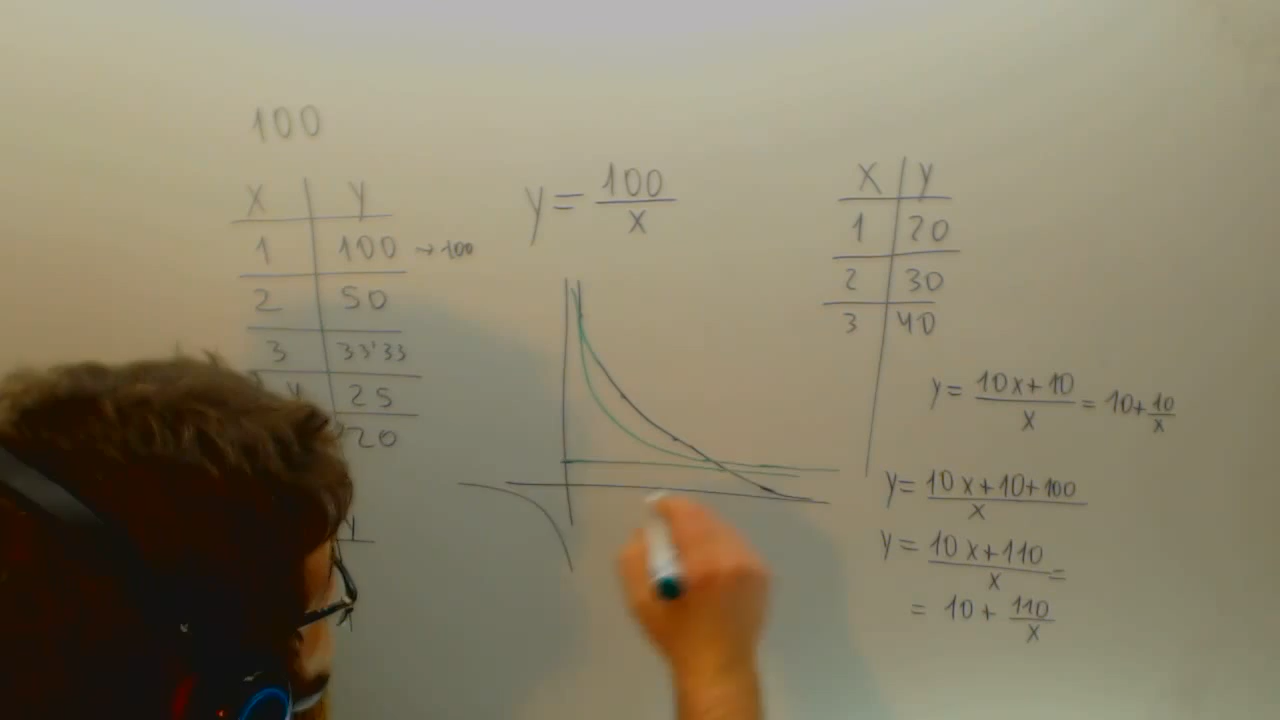 100
X Y
1 100 → 100
2 50
3 33'33
4 25
20
Y
y = 100/x
X Y
1 20
2 30
3 40
y = 10x+10/x = 10+10/x
y = 10x+10+100/x
y = 10x+110/x =
= 10 + 110/x